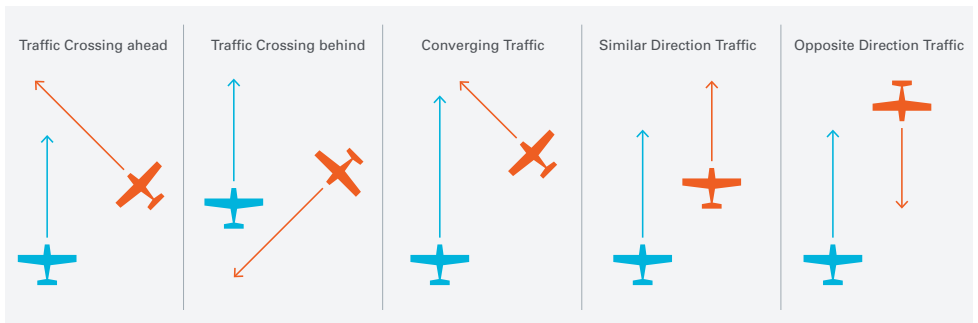 Traffic Crossing ahead
Traffic Crossing behind
Converging Traffic
Similar Direction Traffic
Opposite Direction Traffic